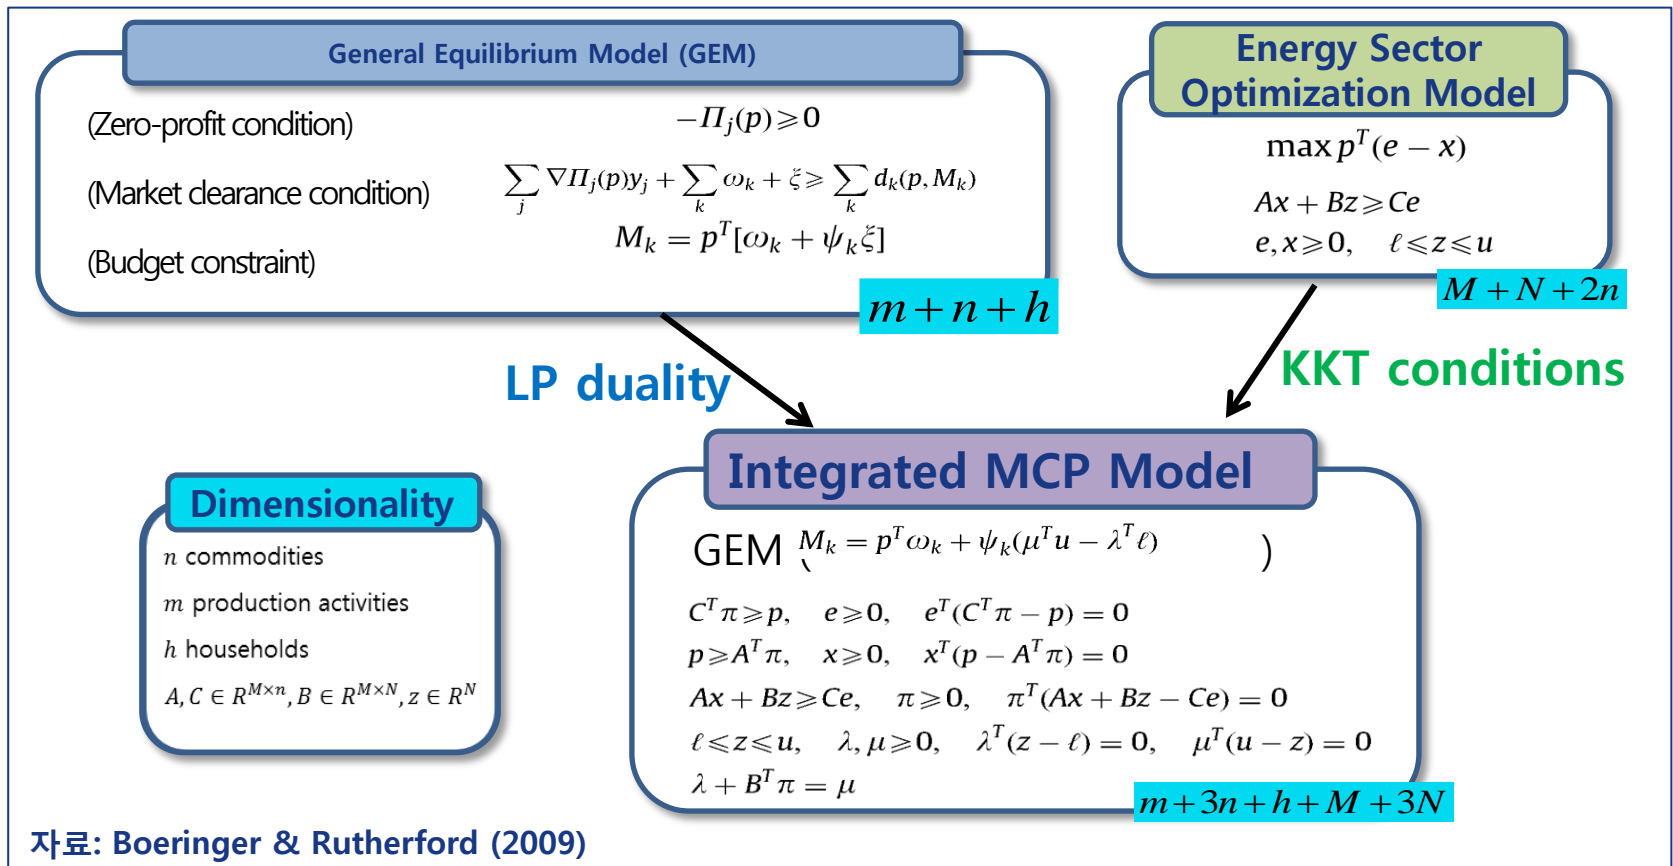 General Equilibrium Model (GEM)
(Zero-profit condition) −Π_j(p) ⩾ 0
(Market clearance condition) ∑_j ∇Π_j(p)y_j + ∑_k ω_k + ξ ⩾ ∑_k d_k(p, M_k)
(Budget constraint) M_k = p^T[ω_k + ψ_k ξ]
m + n + h
Energy Sector
Optimization Model
max p^T(e − x)
Ax + Bz ⩾ Ce
e, x ⩾ 0, ℓ ⩽ z ⩽ u
M + N + 2n
LP duality
KKT conditions
Dimensionality
n commodities
m production activities
h households
A, C ∈ R^{M×n}, B ∈ R^{M×N}, z ∈ R^N
Integrated MCP Model
GEM ( M_k = p^T ω_k + ψ_k(μ^T u − λ^T ℓ) )
C^T π ⩾ p, e ⩾ 0, e^T(C^T π − p) = 0
p ⩾ A^T π, x ⩾ 0, x^T(p − A^T π) = 0
Ax + Bz ⩾ Ce, π ⩾ 0, π^T(Ax + Bz − Ce) = 0
ℓ ⩽ z ⩽ u, λ, μ ⩾ 0, λ^T(z − ℓ) = 0, μ^T(u − z) = 0
λ + B^T π = μ
m + 3n + h + M + 3N
자료: Boeringer & Rutherford (2009)